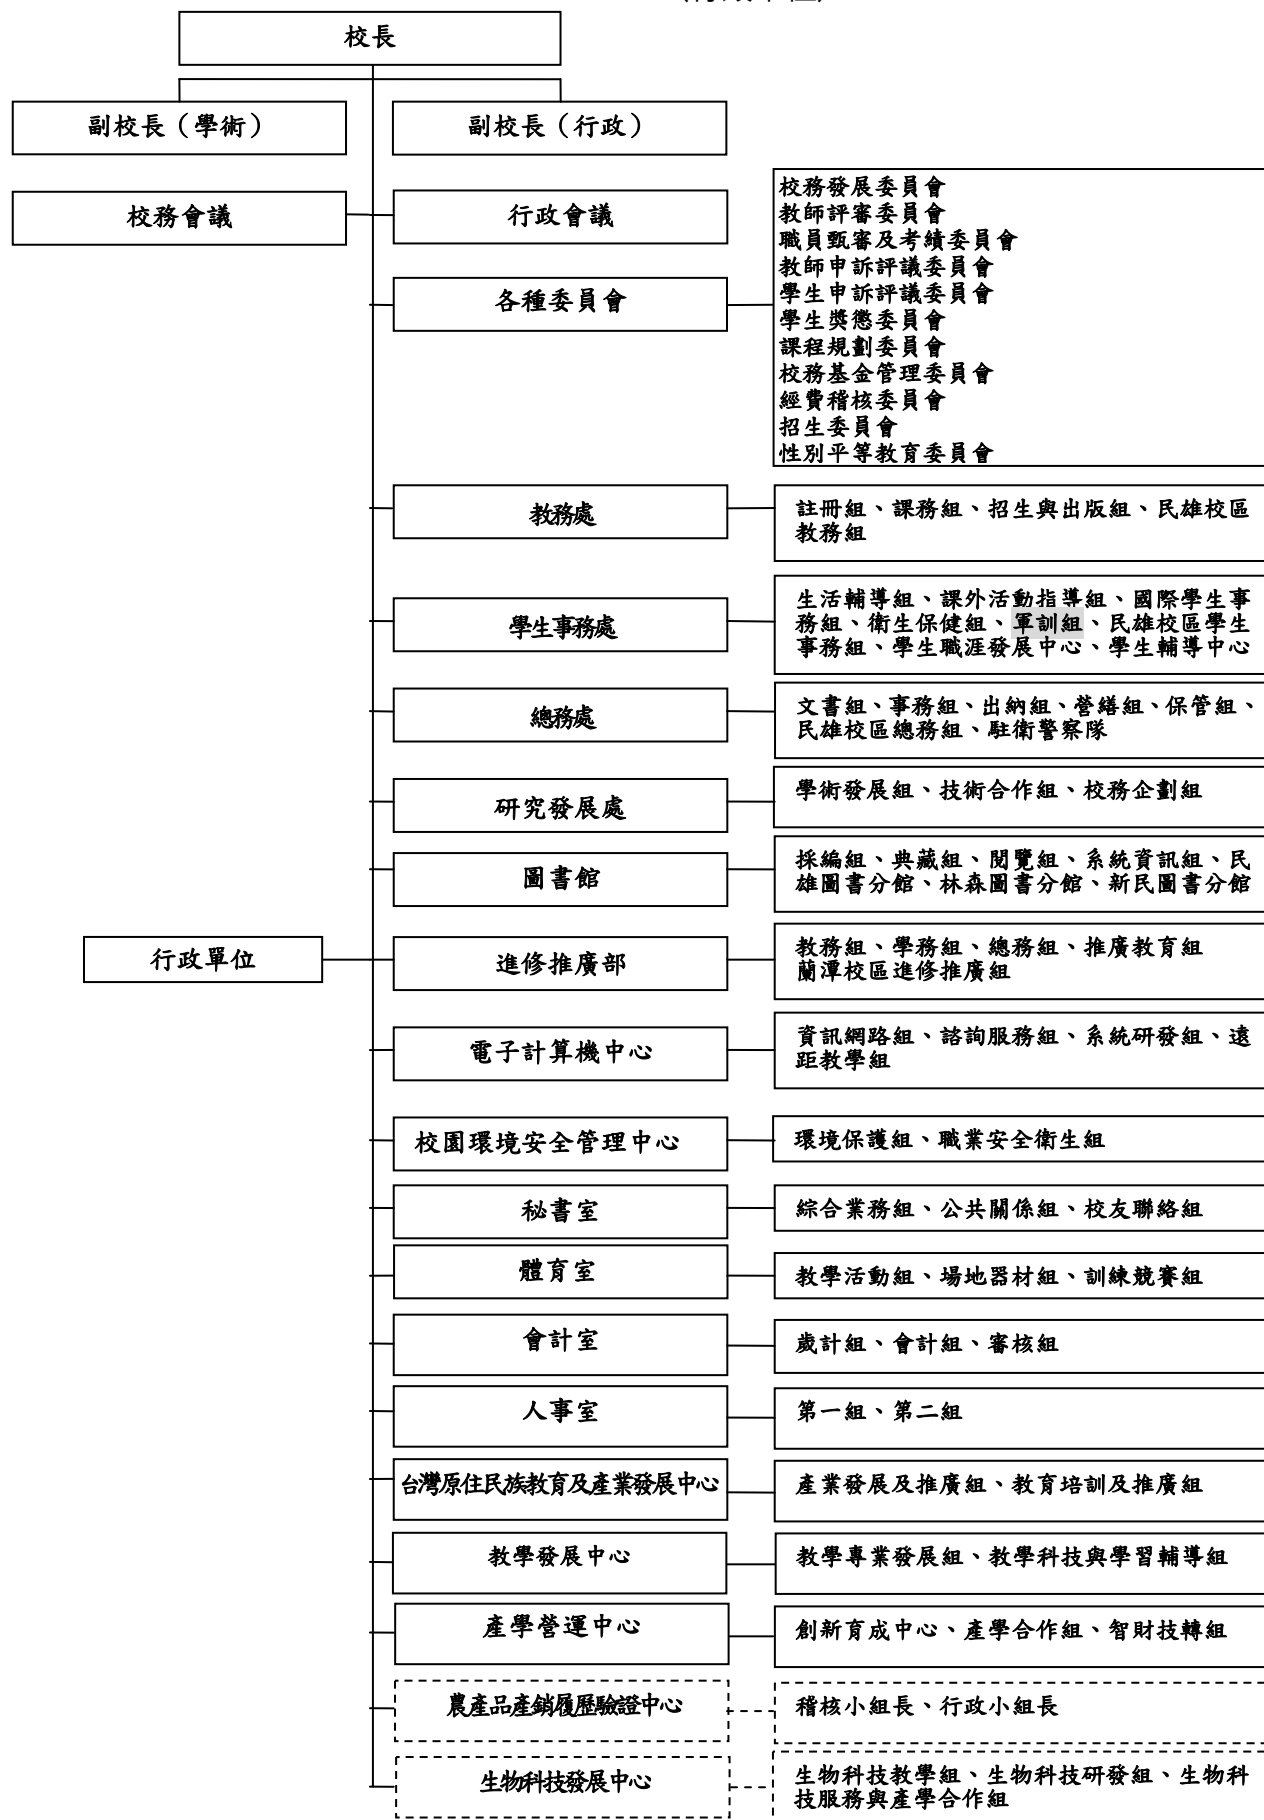 校長
副校長（學術）
副校長（行政）
校務會議
行政會議
各種委員會
校務發展委員會
教師評審委員會
職員甄審及考績委員會
教師申訴評議委員會
學生申訴評議委員會
學生獎懲委員會
課程規劃委員會
校務基金管理委員會
經費稽核委員會
招生委員會
性別平等教育委員會
教務處
註冊組、課務組、招生與出版組、民雄校區
教務組
學生事務處
生活輔導組、課外活動指導組、國際學生事
務組、衛生保健組、軍訓組、民雄校區學生
事務組、學生職涯發展中心、學生輔導中心
總務處
文書組、事務組、出納組、營繕組、保管組、
民雄校區總務組、駐衛警察隊
研究發展處
學術發展組、技術合作組、校務企劃組
圖書館
採編組、典藏組、閱覽組、系統資訊組、民
雄圖書分館、林森圖書分館、新民圖書分館
行政單位
進修推廣部
教務組、學務組、總務組、推廣教育組
蘭潭校區進修推廣組
電子計算機中心
資訊網路組、諮詢服務組、系統研發組、遠
距教學組
校園環境安全管理中心
環境保護組、職業安全衛生組
秘書室
綜合業務組、公共關係組、校友聯絡組
體育室
教學活動組、場地器材組、訓練競賽組
會計室
歲計組、會計組、審核組
人事室
第一組、第二組
台灣原住民族教育及產業發展中心
產業發展及推廣組、教育培訓及推廣組
教學發展中心
教學專業發展組、教學科技與學習輔導組
產學營運中心
創新育成中心、產學合作組、智財技轉組
農產品產銷履歷驗證中心
稽核小組長、行政小組長
生物科技發展中心
生物科技教學組、生物科技研發組、生物科
技服務與產學合作組